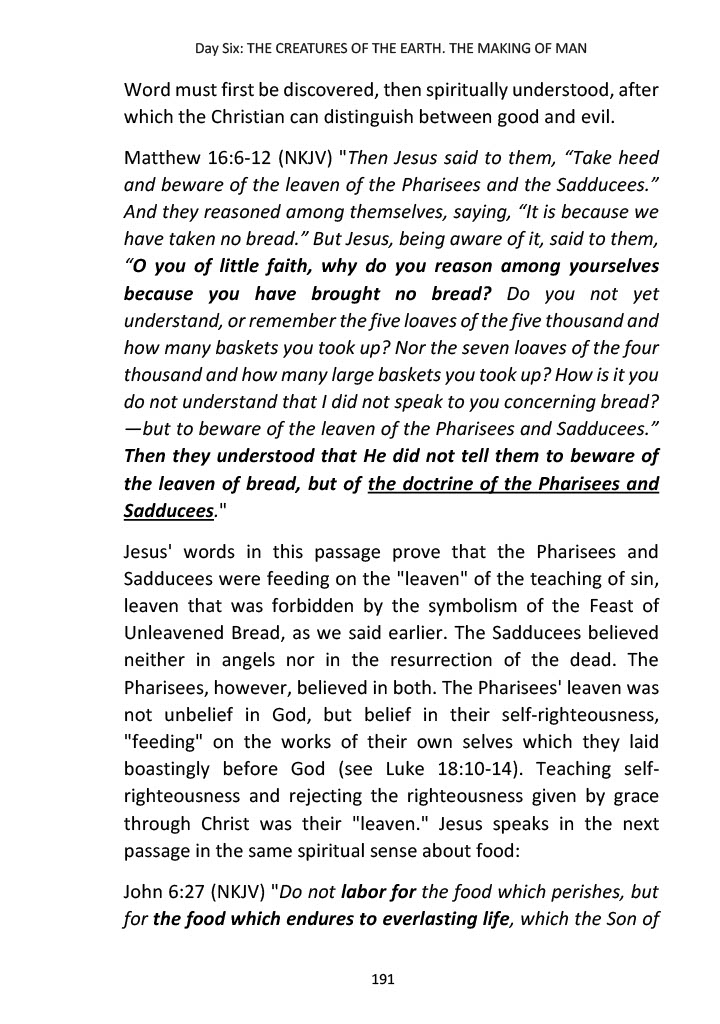 Day Six: THE CREATURES OF THE EARTH. THE MAKING OF MAN
Word must first be discovered, then spiritually understood, after
which the Christian can distinguish between good and evil.
Matthew 16:6-12 (NKJV) "Then Jesus said to them, “Take heed
and beware of the leaven of the Pharisees and the Sadducees.”
And they reasoned among themselves, saying, “It is because we
have taken no bread.” But Jesus, being aware of it, said to them,
“O you of little faith, why do you reason among yourselves
because you have brought no bread? Do you not yet
understand, or remember the five loaves of the five thousand and
how many baskets you took up? Nor the seven loaves of the four
thousand and how many large baskets you took up? How is it you
do not understand that I did not speak to you concerning bread?
—but to beware of the leaven of the Pharisees and Sadducees.”
Then they understood that He did not tell them to beware of
the leaven of bread, but of the doctrine of the Pharisees and
Sadducees."
Jesus' words in this passage prove that the Pharisees and
Sadducees were feeding on the "leaven" of the teaching of sin,
leaven that was forbidden by the symbolism of the Feast of
Unleavened Bread, as we said earlier. The Sadducees believed
neither in angels nor in the resurrection of the dead. The
Pharisees, however, believed in both. The Pharisees' leaven was
not unbelief in God, but belief in their self-righteousness,
"feeding" on the works of their own selves which they laid
boastingly before God (see Luke 18:10-14). Teaching self-
righteousness and rejecting the righteousness given by grace
through Christ was their "leaven." Jesus speaks in the next
passage in the same spiritual sense about food:
John 6:27 (NKJV) "Do not labor for the food which perishes, but
for the food which endures to everlasting life, which the Son of
191